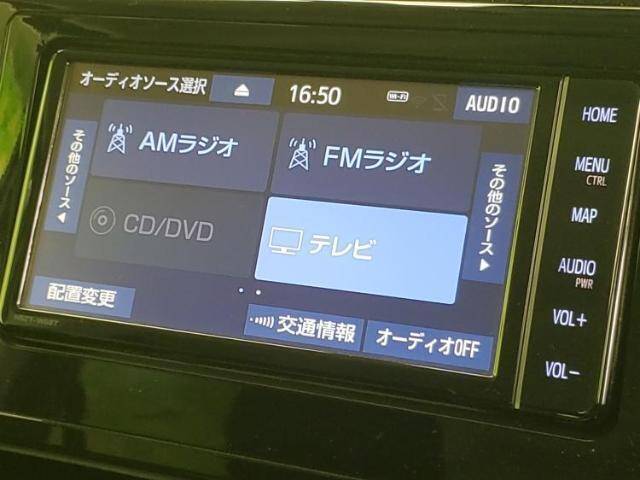 オーディオソース選択
16:50
Wi-Fi
AUDIO
HOME
その他のソース
AMラジオ
FMラジオ
その他のソース
MENU
CTRL
CD/DVD
テレビ
MAP
AUDIO
PWR
配置変更
交通情報
オーディオOFF
VOL+
VOL−